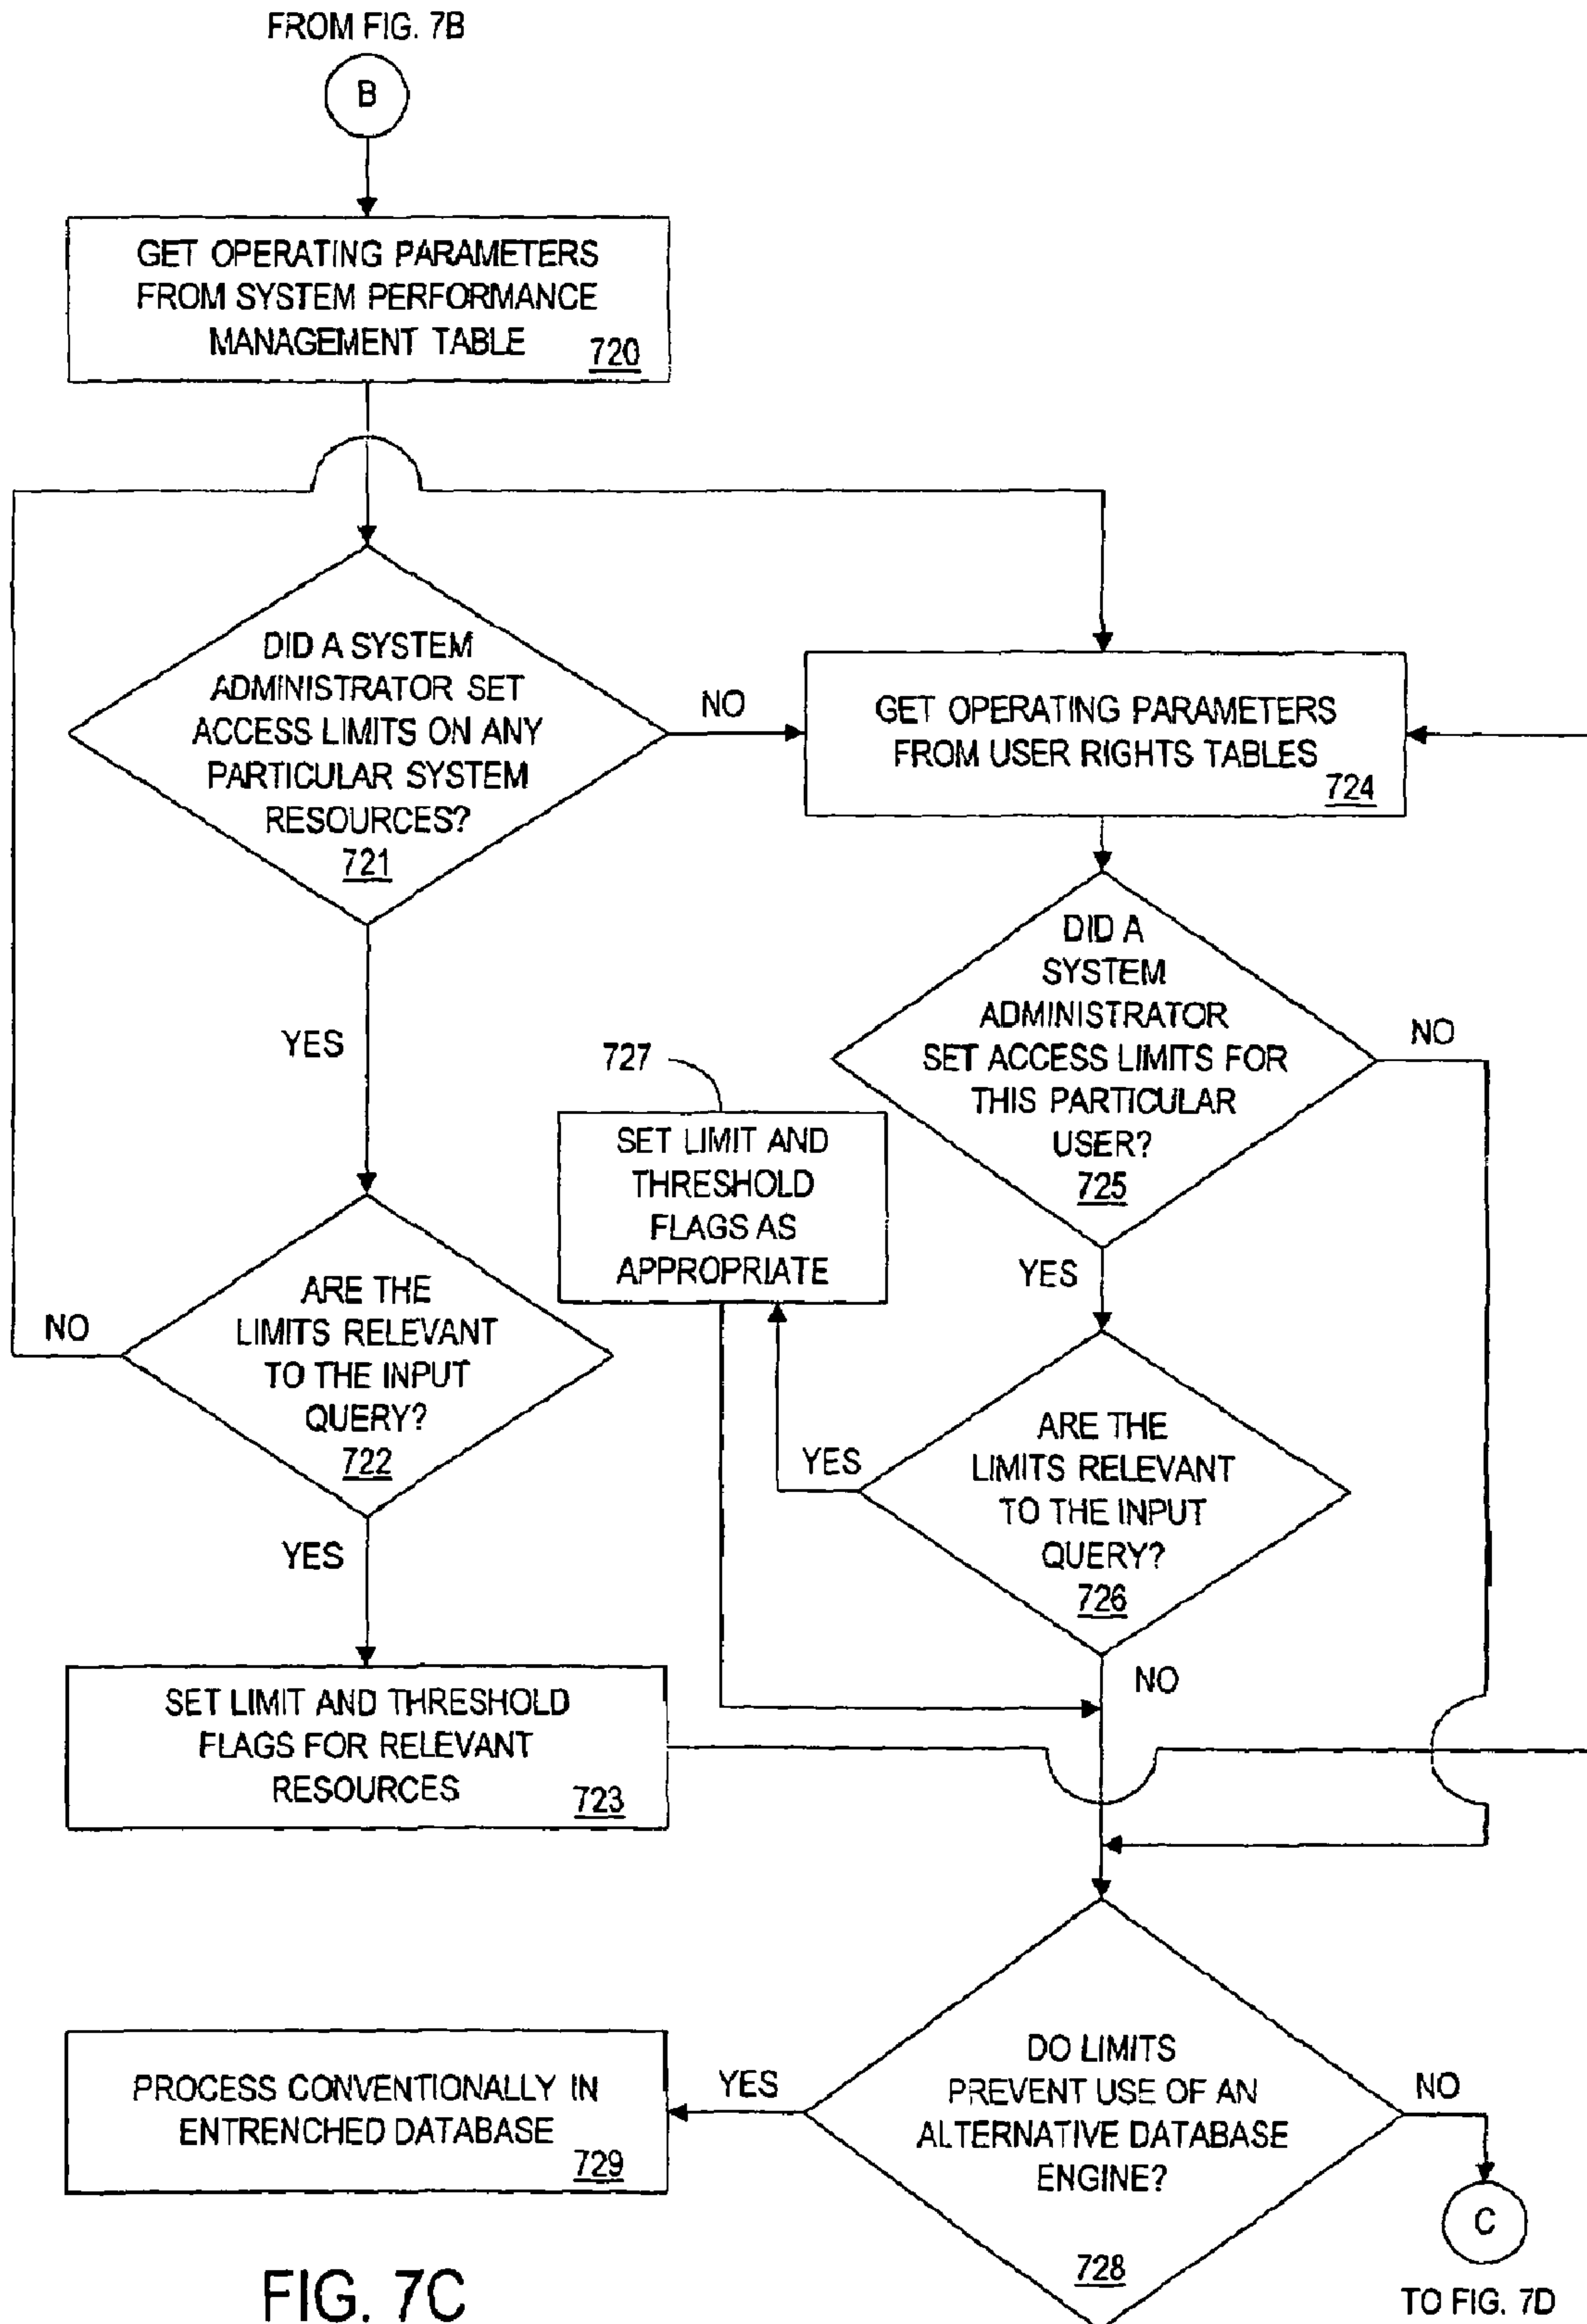 FROM FIG. 7B
B
GET OPERATING PARAMETERS
FROM SYSTEM PERFORMANCE
MANAGEMENT TABLE
720
DID A SYSTEM
ADMINISTRATOR SET
ACCESS LIMITS ON ANY
PARTICULAR SYSTEM
RESOURCES?
721
NO
GET OPERATING PARAMETERS
FROM USER RIGHTS TABLES
724
YES
DID A
SYSTEM
ADMINISTRATOR
SET ACCESS LIMITS FOR
THIS PARTICULAR
USER?
725
NO
727
SET LIMIT AND
THRESHOLD
FLAGS AS
APPROPRIATE
YES
ARE THE
LIMITS RELEVANT
TO THE INPUT
QUERY?
722
NO
YES
ARE THE
LIMITS RELEVANT
TO THE INPUT
QUERY?
726
YES
NO
SET LIMIT AND THRESHOLD
FLAGS FOR RELEVANT
RESOURCES
723
DO LIMITS
PREVENT USE OF AN
ALTERNATIVE DATABASE
ENGINE?
728
YES
NO
PROCESS CONVENTIONALLY IN
ENTRENCHED DATABASE
729
C
TO FIG. 7D
FIG. 7C